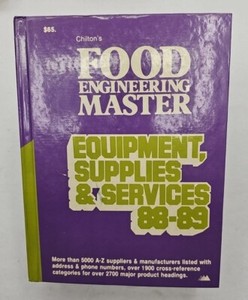 $65.
Chilton's
FOOD
ENGINEERING
MASTER
EQUIPMENT,
SUPPLIES
& SERVICES
88-89
More than 5000 A-Z suppliers & manufacturers listed with
address & phone numbers, over 1900 cross-reference
categories for over 2700 major product headings.